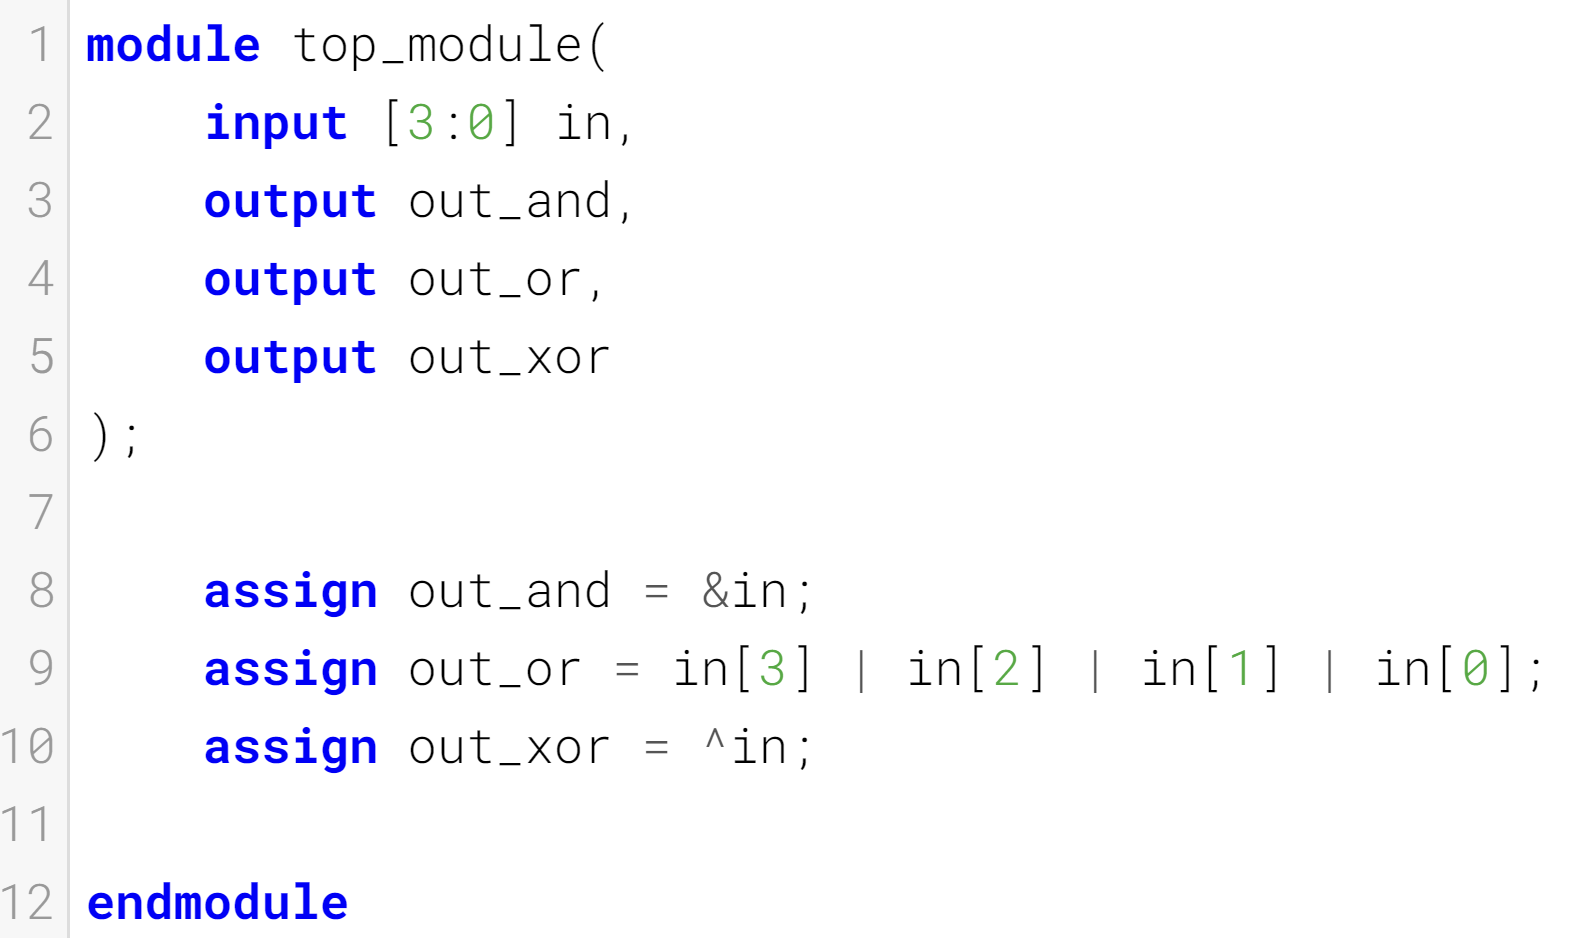 1 module top_module(
2     input [3:0] in,
3     output out_and,
4     output out_or,
5     output out_xor
6 );
7
8     assign out_and = &in;
9     assign out_or = in[3] | in[2] | in[1] | in[0];
10     assign out_xor = ^in;
11
12 endmodule